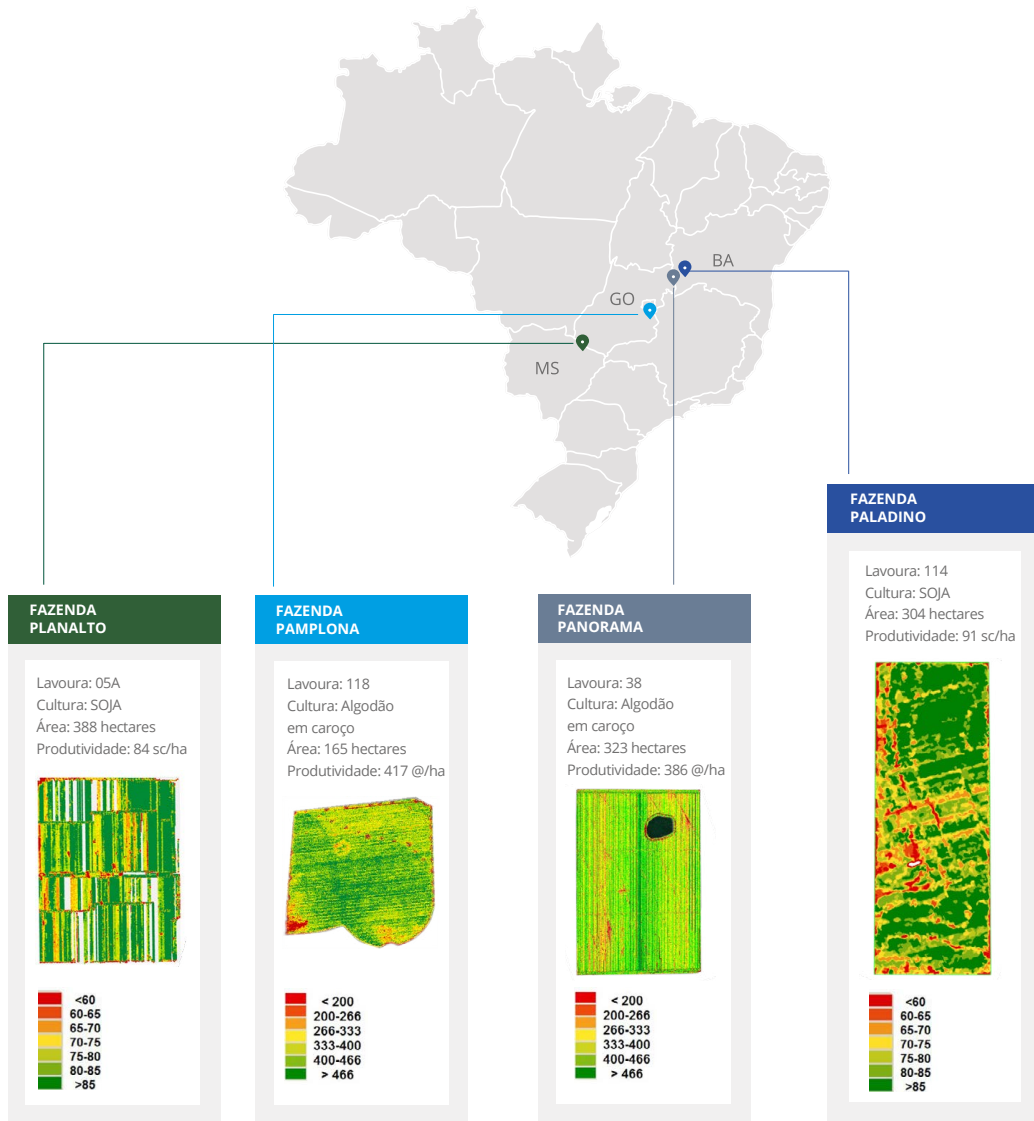 BA
GO
MS
FAZENDA
PLANALTO
Lavoura: 05A
Cultura: SOJA
Área: 388 hectares
Produtividade: 84 sc/ha
<60
60-65
65-70
70-75
75-80
80-85
>85
FAZENDA
PAMPLONA
Lavoura: 118
Cultura: Algodão
em caroço
Área: 165 hectares
Produtividade: 417 @/ha
< 200
200-266
266-333
333-400
400-466
> 466
FAZENDA
PANORAMA
Lavoura: 38
Cultura: Algodão
em caroço
Área: 323 hectares
Produtividade: 386 @/ha
< 200
200-266
266-333
333-400
400-466
> 466
FAZENDA
PALADINO
Lavoura: 114
Cultura: SOJA
Área: 304 hectares
Produtividade: 91 sc/ha
<60
60-65
65-70
70-75
75-80
80-85
>85